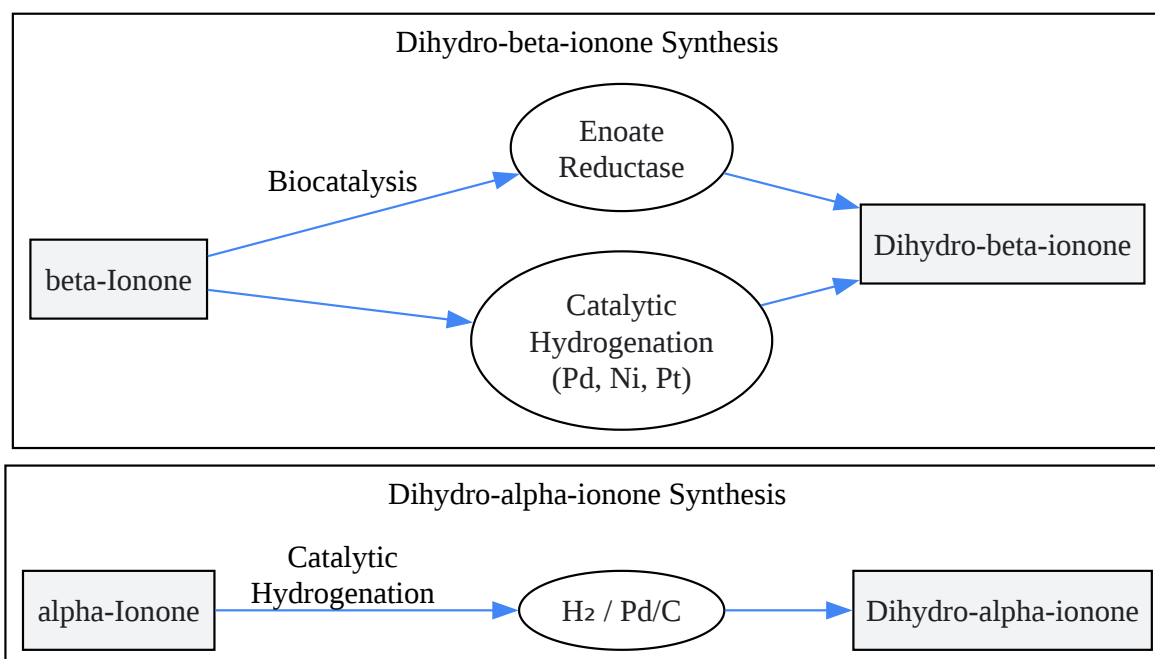 Dihydro-beta-ionone Synthesis
Enoate
Reductase
Biocatalysis
beta-Ionone
Dihydro-beta-ionone
Catalytic
Hydrogenation
(Pd, Ni, Pt)
Dihydro-alpha-ionone Synthesis
Catalytic
Hydrogenation
alpha-Ionone
H₂ / Pd/C
Dihydro-alpha-ionone